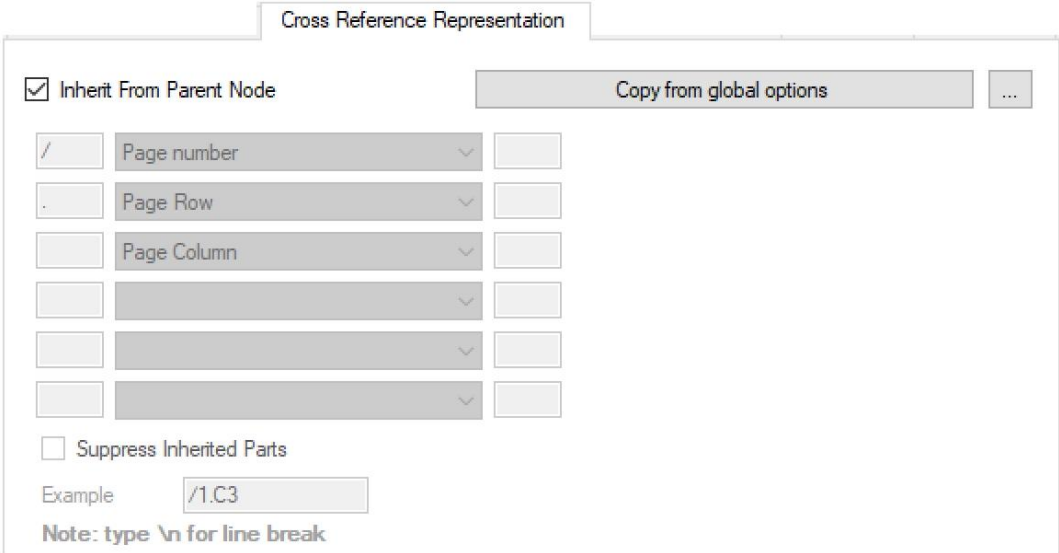 Cross Reference Representation
Inherit From Parent Node Copy from global options ...
/ Page number
. Page Row
Page Column
Suppress Inherited Parts
Example /1.C3
Note: type \n for line break